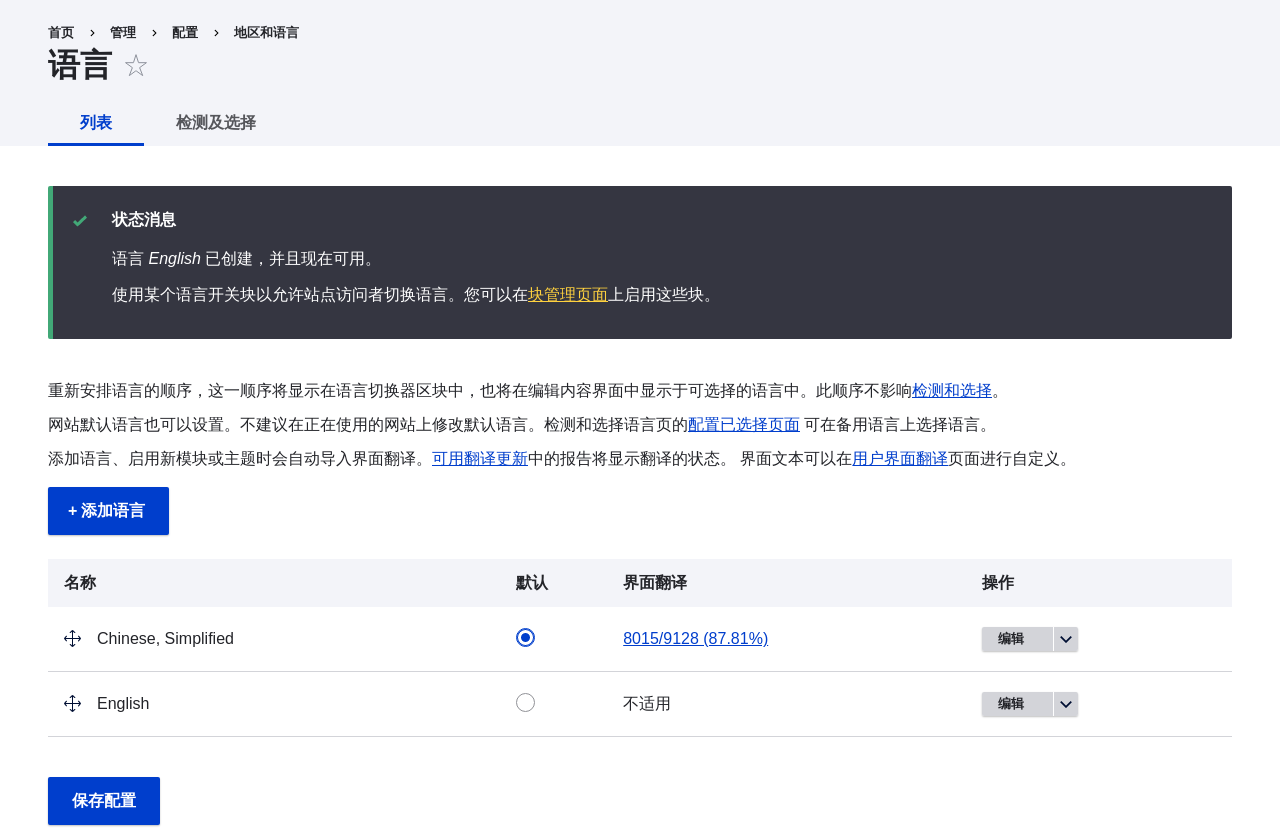 首页 管理 配置 地区和语言
语言
列表 检测及选择
状态消息
语言 English 已创建，并且现在可用。
使用某个语言开关块以允许站点访问者切换语言。您可以在块管理页面上启用这些块。
重新安排语言的顺序，这一顺序将显示在语言切换器区块中，也将在编辑内容界面中显示于可选择的语言中。此顺序不影响检测和选择。
网站默认语言也可以设置。不建议在正在使用的网站上修改默认语言。检测和选择语言页的配置已选择页面 可在备用语言上选择语言。
添加语言、启用新模块或主题时会自动导入界面翻译。可用翻译更新中的报告将显示翻译的状态。 界面文本可以在用户界面翻译页面进行自定义。
+ 添加语言
名称 默认 界面翻译 操作
Chinese, Simplified 8015/9128 (87.81%) 编辑
English 不适用 编辑
保存配置